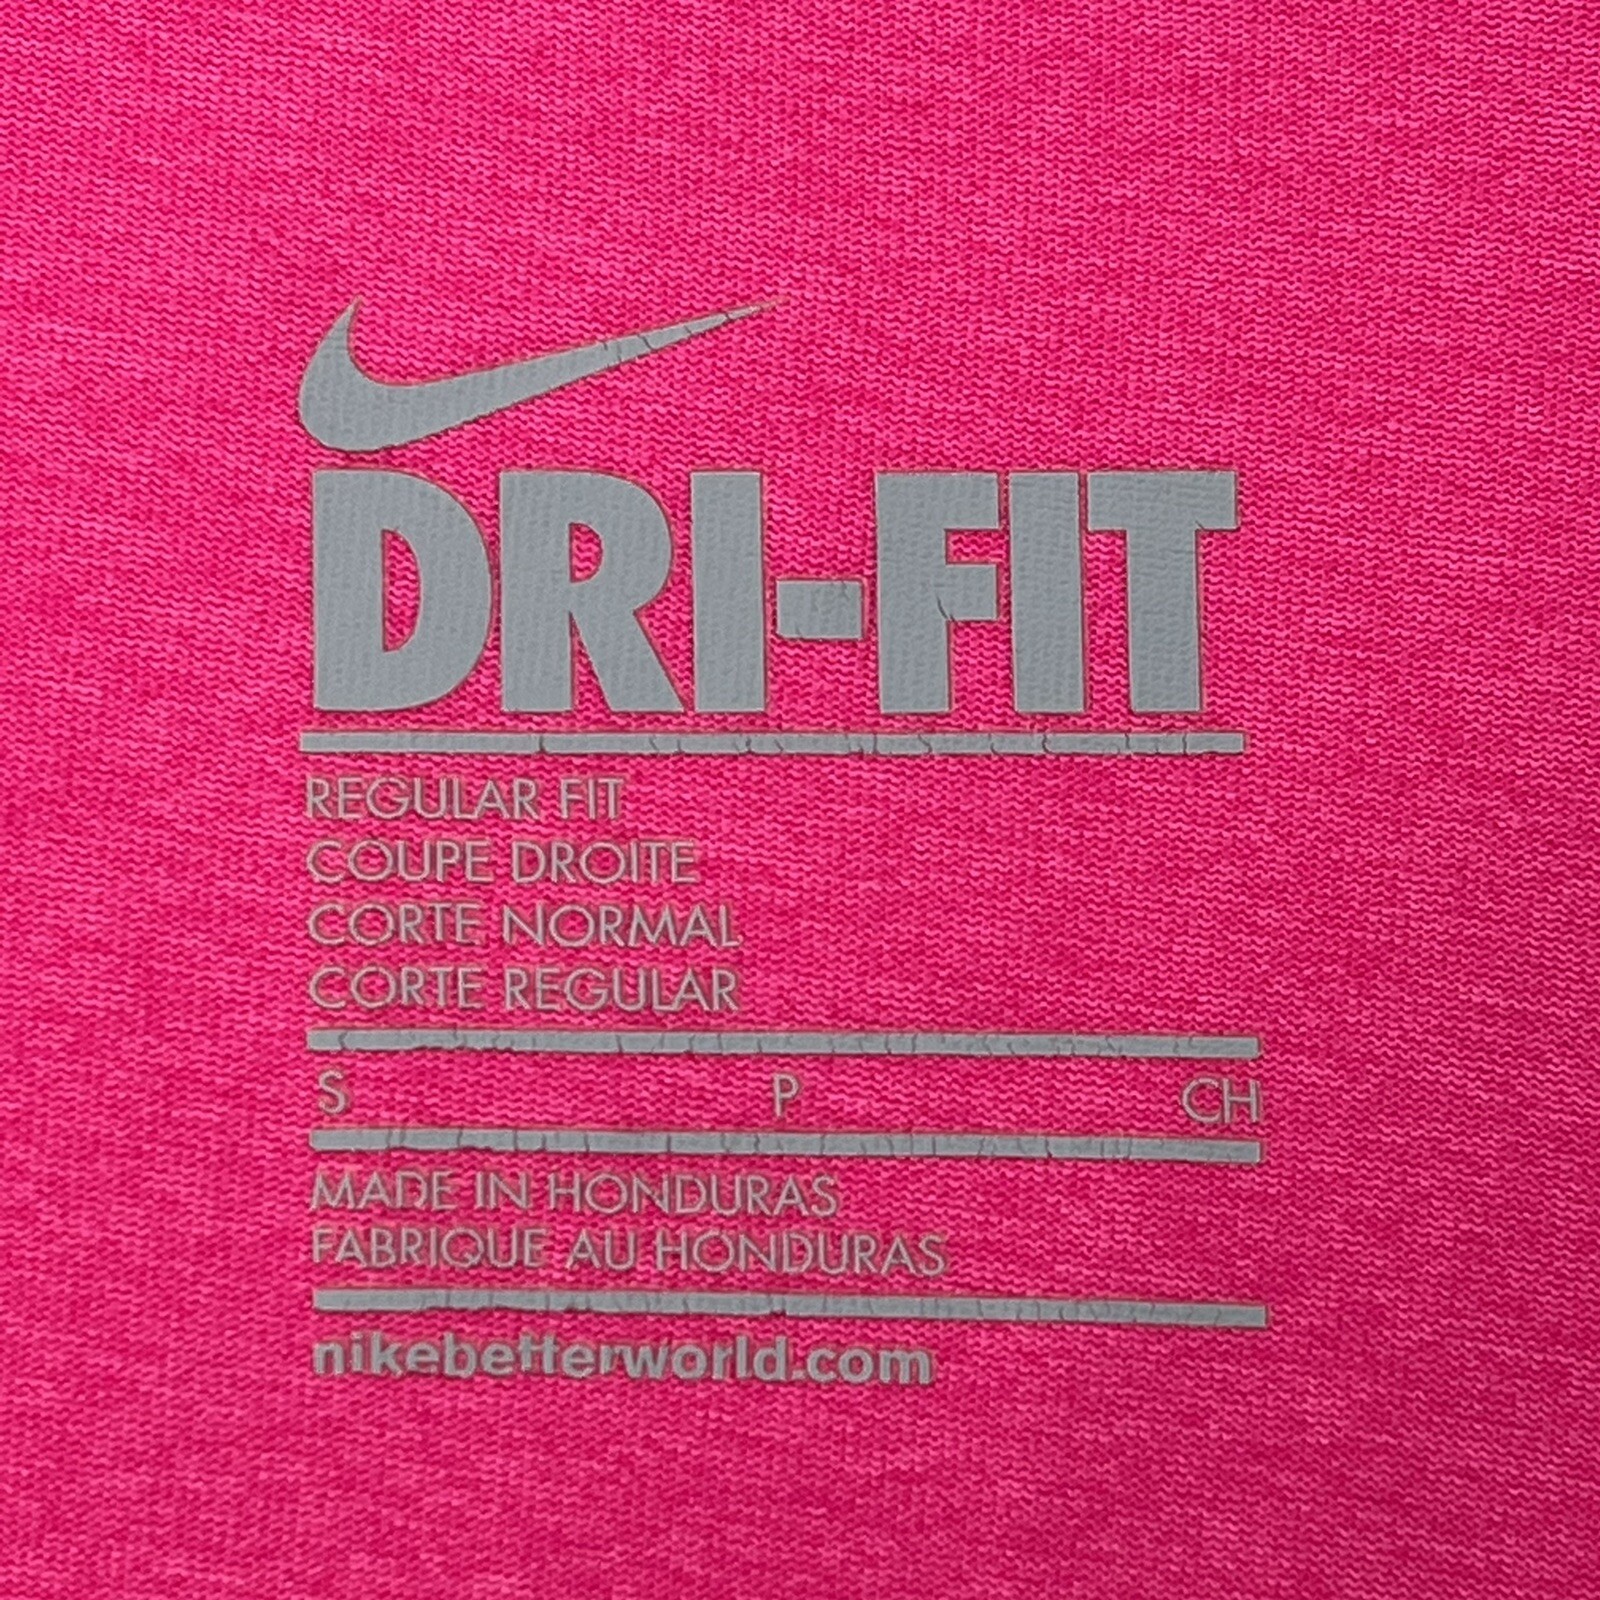 DRI-FIT
REGULAR FIT
COUPE DROITE
CORTE NORMAL
CORTE REGULAR
S P CH
MADE IN HONDURAS
FABRIQUE AU HONDURAS
nikebetterworld.com